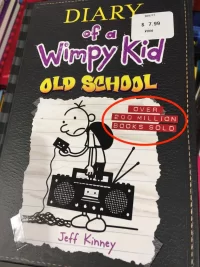 DIARY
of a
$ 7.99
Wimpy Kid
OLD SCHOOL
OVER
200 MILLION
BOOKS SOLD
Jeff Kinney